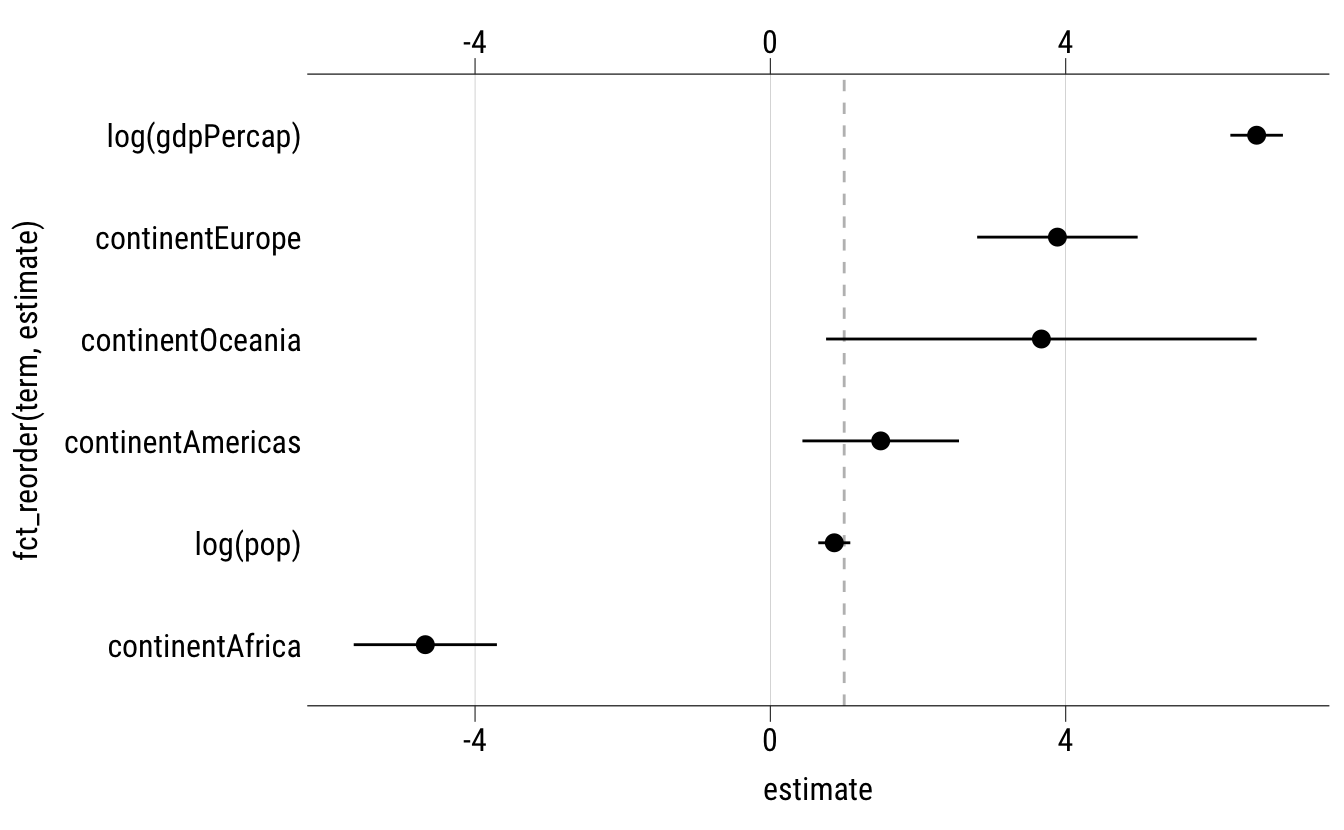 -4 0 4
log(gdpPercap)
continentEurope
continentOceania
continentAmericas
log(pop)
continentAfrica
fct_reorder(term, estimate)
-4 0 4
estimate